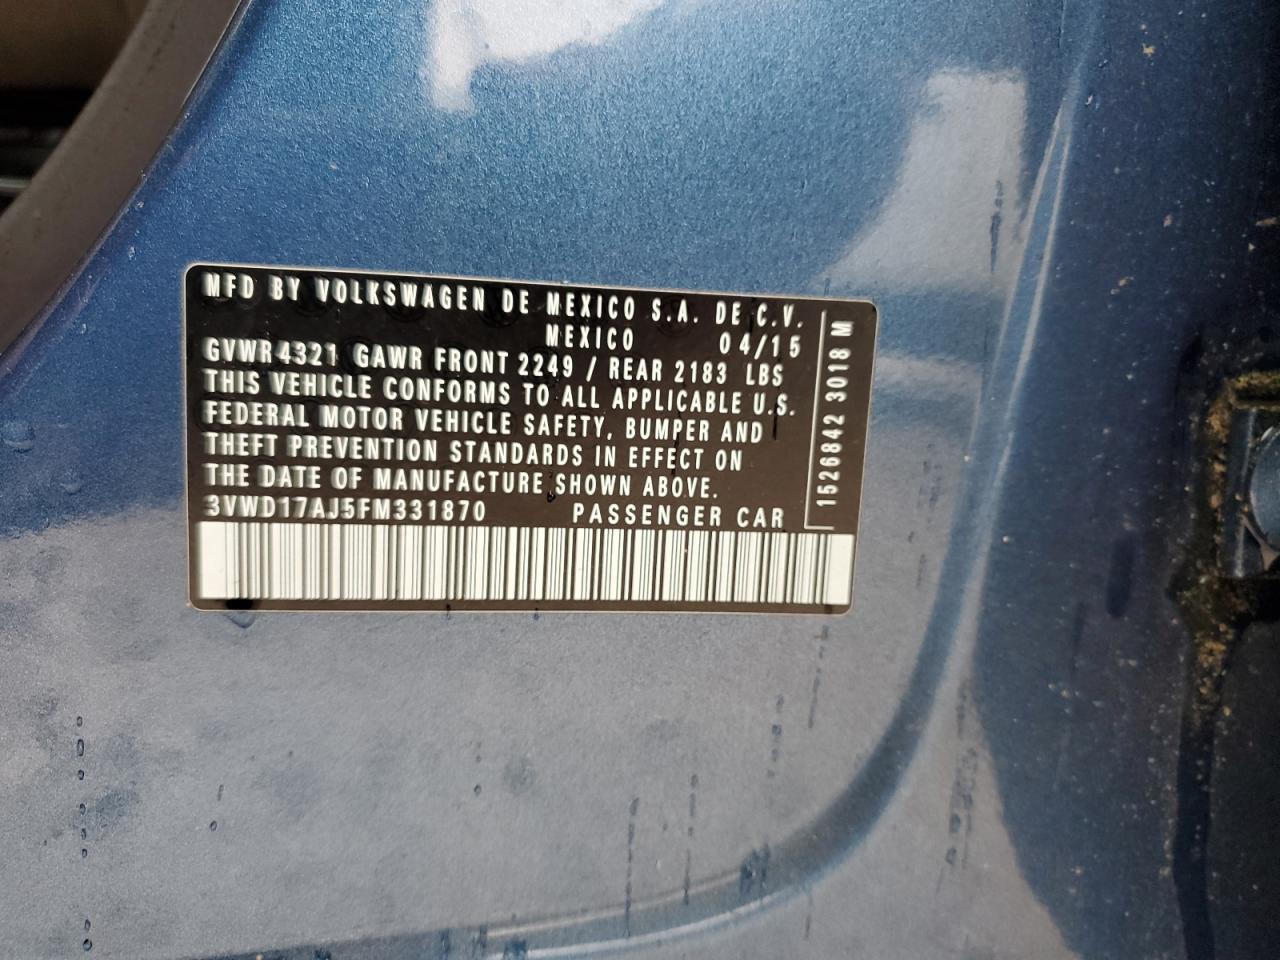 MFD BY VOLKSWAGEN DE MEXICO S.A. DE C.V.
MEXICO 04/15
GVWR 4321 GAWR FRONT 2249 / REAR 2183 LBS
THIS VEHICLE CONFORMS TO ALL APPLICABLE U.S.
FEDERAL MOTOR VEHICLE SAFETY, BUMPER AND
THEFT PREVENTION STANDARDS IN EFFECT ON
THE DATE OF MANUFACTURE SHOWN ABOVE.
3VWD17AJ5FM331870 PASSENGER CAR
1526842 3018 M